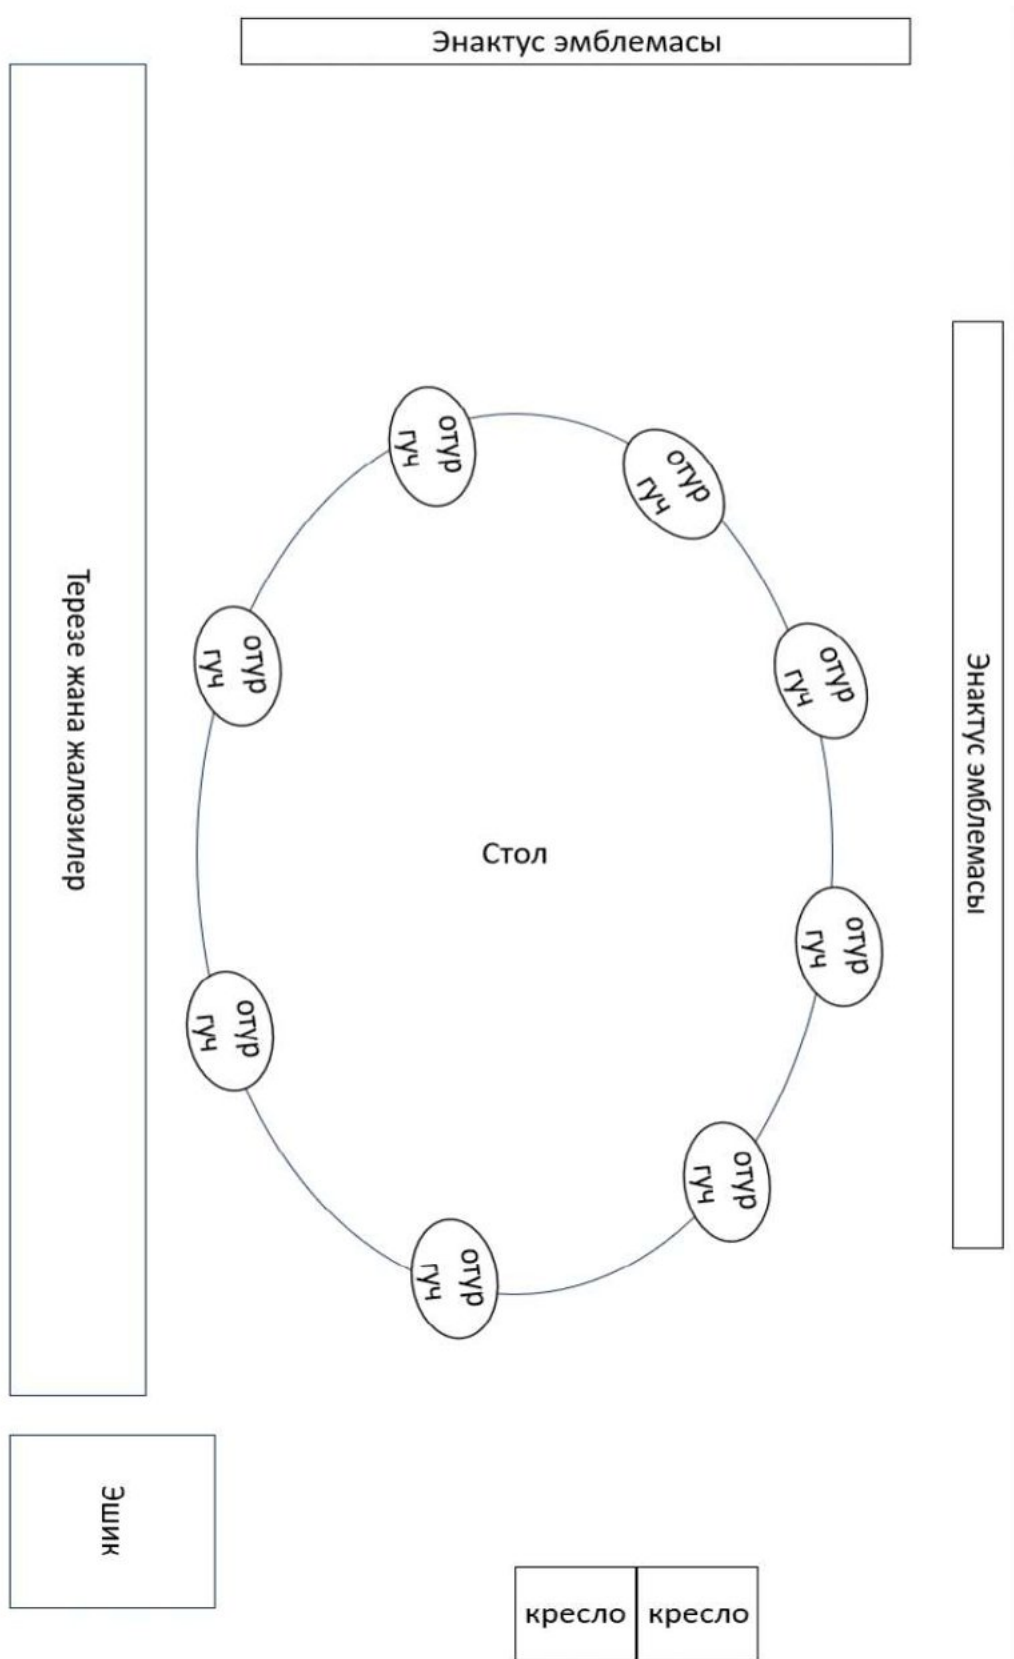 Энактус эмблемасы
Терезе жана жалюзилер
Энактус эмблемасы
отур
гуч
отур
гуч
отур
гуч
отур
гуч
Стол
отур
гуч
отур
гуч
отур
гуч
отур
гуч
Эшик
кресло
кресло